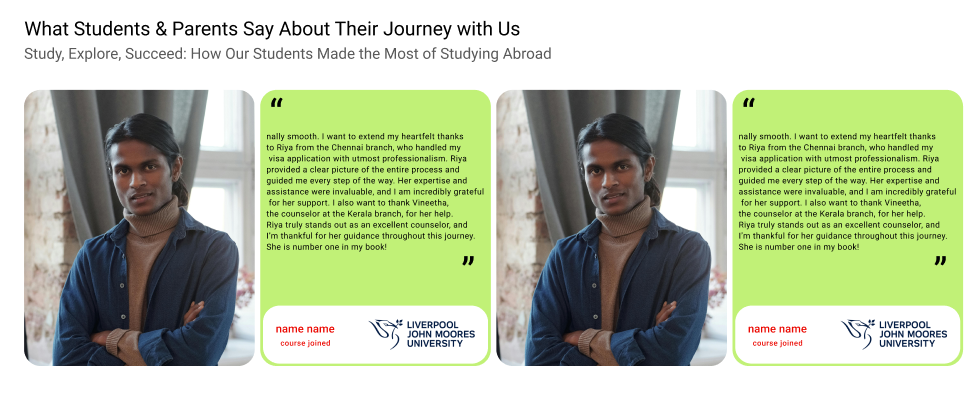 What Students & Parents Say About Their Journey with Us
Study, Explore, Succeed: How Our Students Made the Most of Studying Abroad
“
nally smooth. I want to extend my heartfelt thanks
to Riya from the Chennai branch, who handled my
visa application with utmost professionalism. Riya
provided a clear picture of the entire process and
guided me every step of the way. Her expertise and
assistance were invaluable, and I am incredibly grateful
for her support. I also want to thank Vineetha,
the counselor at the Kerala branch, for her help.
Riya truly stands out as an excellent counselor, and
I'm thankful for her guidance throughout this journey.
She is number one in my book!
”
name name
course joined
LIVERPOOL
JOHN MOORES
UNIVERSITY
“
nally smooth. I want to extend my heartfelt thanks
to Riya from the Chennai branch, who handled my
visa application with utmost professionalism. Riya
provided a clear picture of the entire process and
guided me every step of the way. Her expertise and
assistance were invaluable, and I am incredibly grateful
for her support. I also want to thank Vineetha,
the counselor at the Kerala branch, for her help.
Riya truly stands out as an excellent counselor, and
I'm thankful for her guidance throughout this journey.
She is number one in my book!
”
name name
course joined
LIVERPOOL
JOHN MOORES
UNIVERSITY